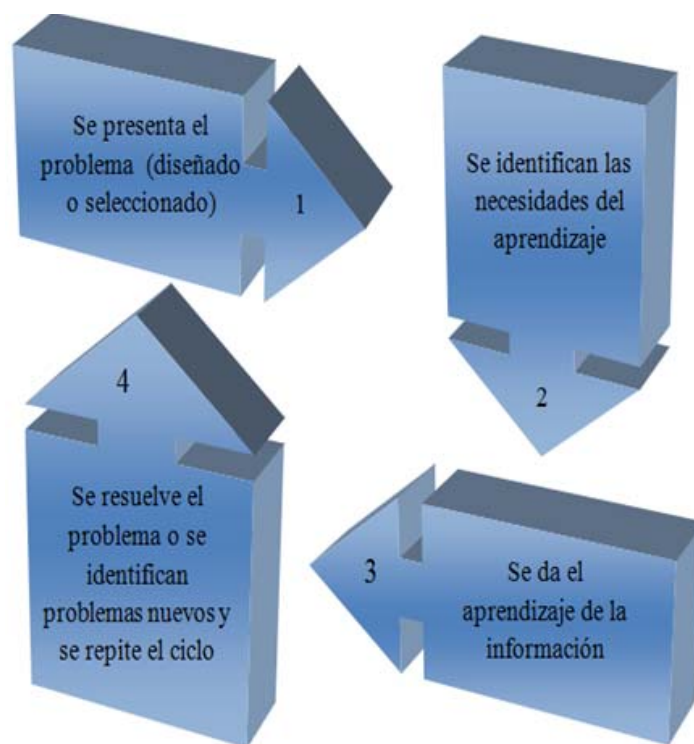 Se presenta el
problema (diseñado
o seleccionado)
1
Se identifican las
necesidades del
aprendizaje
2
3
Se da el
aprendizaje de la
información
4
Se resuelve el
problema o se
identifican
problemas nuevos y
se repite el ciclo